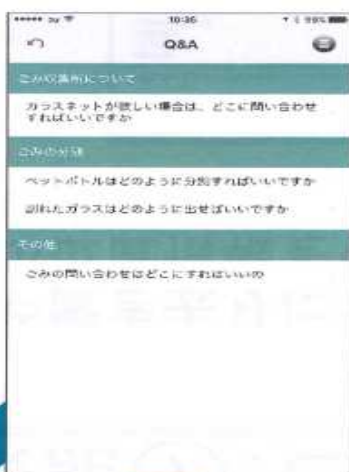 10:36
Q&A
ごみ収集所について
カラスネットが欲しい場合は、どこに問い合わせ
すればいいですか
ごみの分別
ペットボトルはどのように分別すればいいですか
割れたガラスはどのように出せばいいですか
その他
ごみの問い合わせはどこにすればいいの